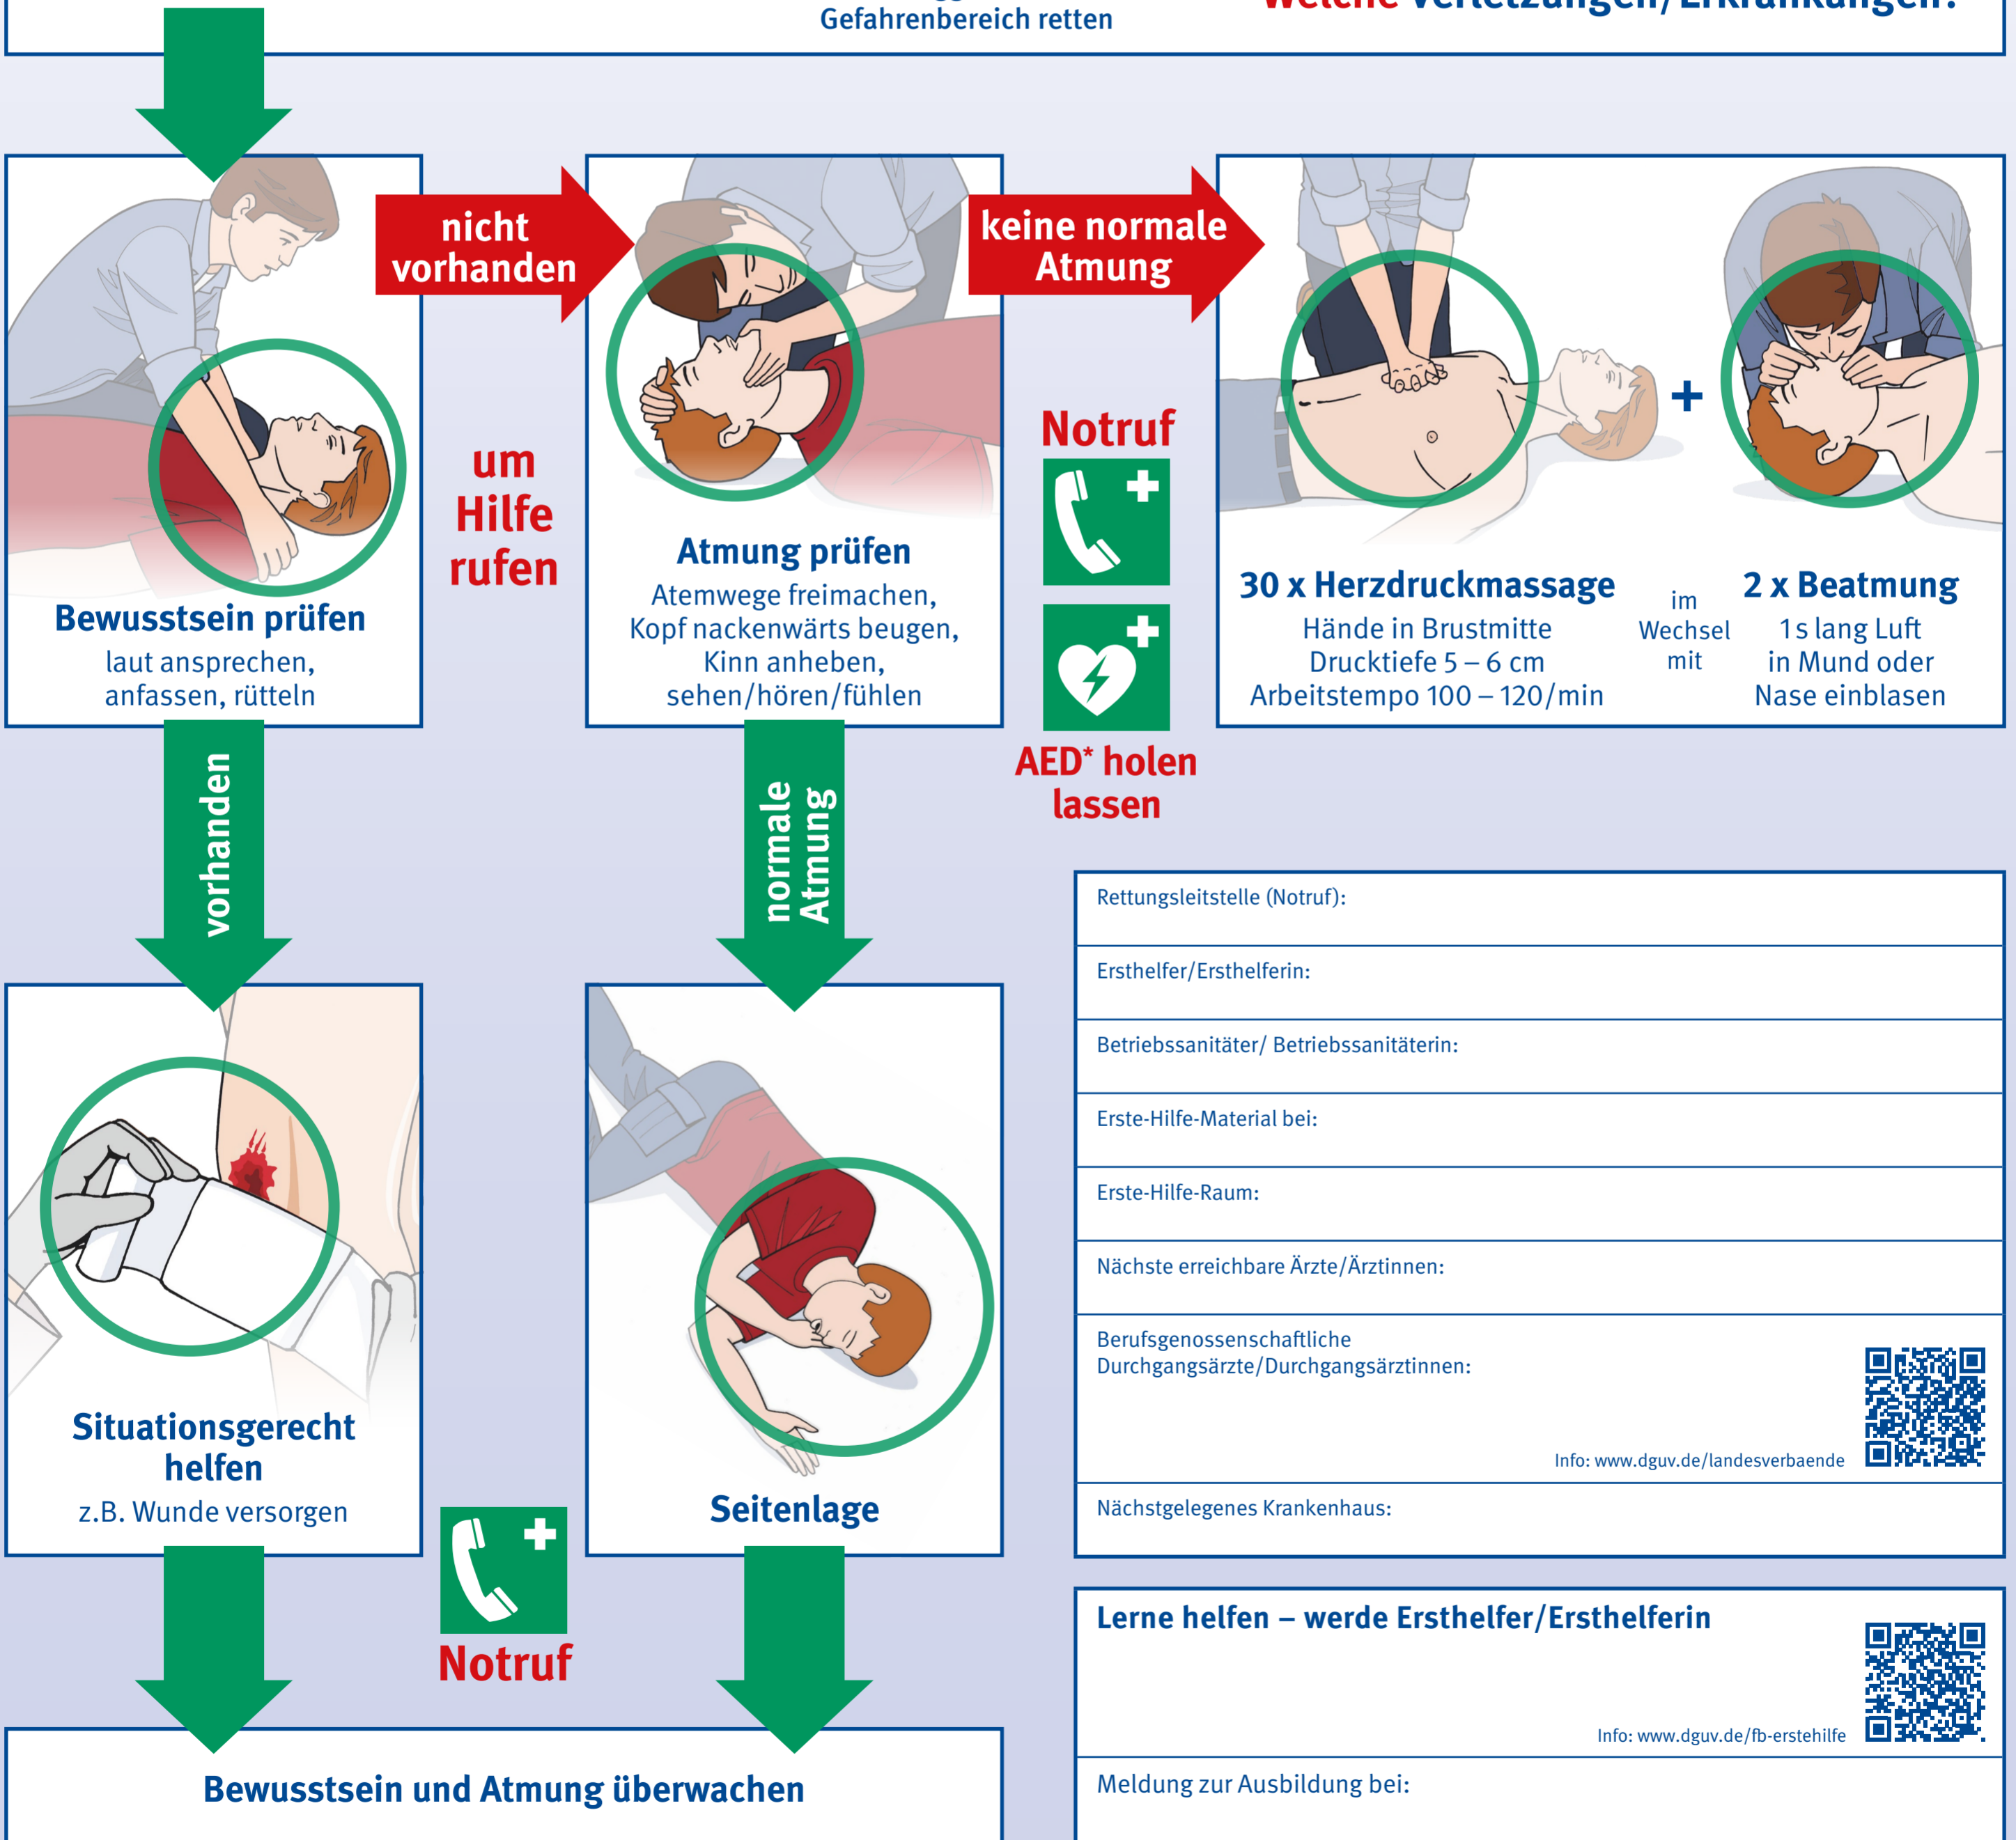 Gefahrenbereich retten
Welche Verletzungen/Erkrankungen?
nicht
vorhanden
keine normale
Atmung
um
Hilfe
rufen
Notruf
Bewusstsein prüfen
laut ansprechen,
anfassen, rütteln
Atmung prüfen
Atemwege freimachen,
Kopf nackenwärts beugen,
Kinn anheben,
sehen/hören/fühlen
+
30 x Herzdruckmassage
Hände in Brustmitte
Drucktiefe 5 – 6 cm
Arbeitstempo 100 – 120/min
im
Wechsel
mit
2 x Beatmung
1 s lang Luft
in Mund oder
Nase einblasen
AED* holen
lassen
vorhanden
normale
Atmung
Situationsgerecht
helfen
z.B. Wunde versorgen
Seitenlage
Notruf
Bewusstsein und Atmung überwachen
Rettungsleitstelle (Notruf):
Ersthelfer/Ersthelferin:
Betriebssanitäter/ Betriebssanitäterin:
Erste-Hilfe-Material bei:
Erste-Hilfe-Raum:
Nächste erreichbare Ärzte/Ärztinnen:
Berufsgenossenschaftliche
Durchgangsärzte/Durchgangsärztinnen:
Info: www.dguv.de/landesverbaende
Nächstgelegenes Krankenhaus:
Lerne helfen – werde Ersthelfer/Ersthelferin
Info: www.dguv.de/fb-erstehilfe
Meldung zur Ausbildung bei: